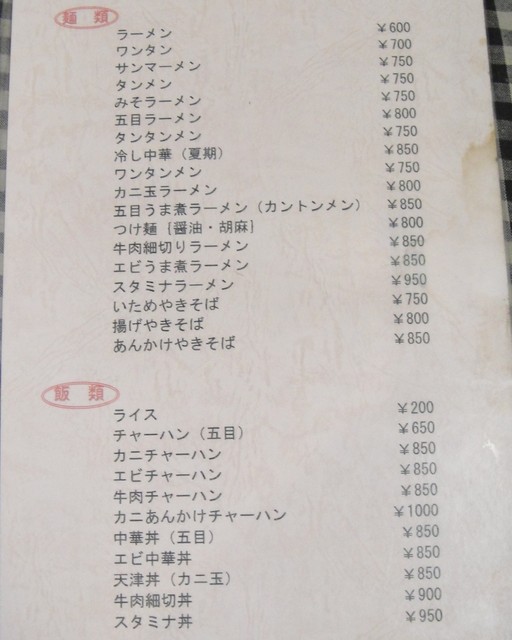 麺類
ラーメン ￥600
ワンタン ￥700
サンマーメン ￥750
タンメン ￥750
みそラーメン ￥750
五目ラーメン ￥800
タンタンメン ￥750
冷し中華（夏期） ￥850
ワンタンメン ￥750
カニ玉ラーメン ￥800
五目うま煮ラーメン（カントンメン） ￥850
つけ麺｛醤油・胡麻｝ ￥800
牛肉細切りラーメン ￥850
エビうま煮ラーメン ￥850
スタミナラーメン ￥950
いためやきそば ￥750
揚げやきそば ￥800
あんかけやきそば ￥850
飯類
ライス ￥200
チャーハン（五目） ￥650
カニチャーハン ￥850
エビチャーハン ￥850
牛肉チャーハン ￥850
カニあんかけチャーハン ￥1000
中華丼（五目） ￥850
エビ中華丼 ￥850
天津丼（カニ玉） ￥850
牛肉細切丼 ￥900
スタミナ丼 ￥950